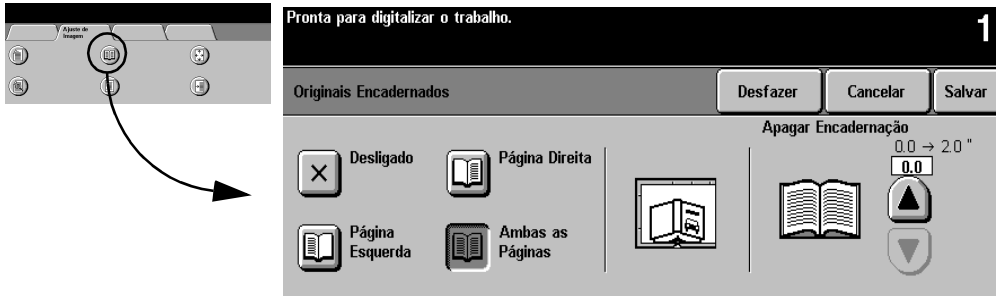 Ajuste de
Imagem
Pronta para digitalizar o trabalho.
1
Originais Encadernados
Desfazer
Cancelar
Salvar
Desligado
Página Direita
Página
Esquerda
Ambas as
Páginas
Apagar Encadernação
0.0 → 2.0 "
0.0